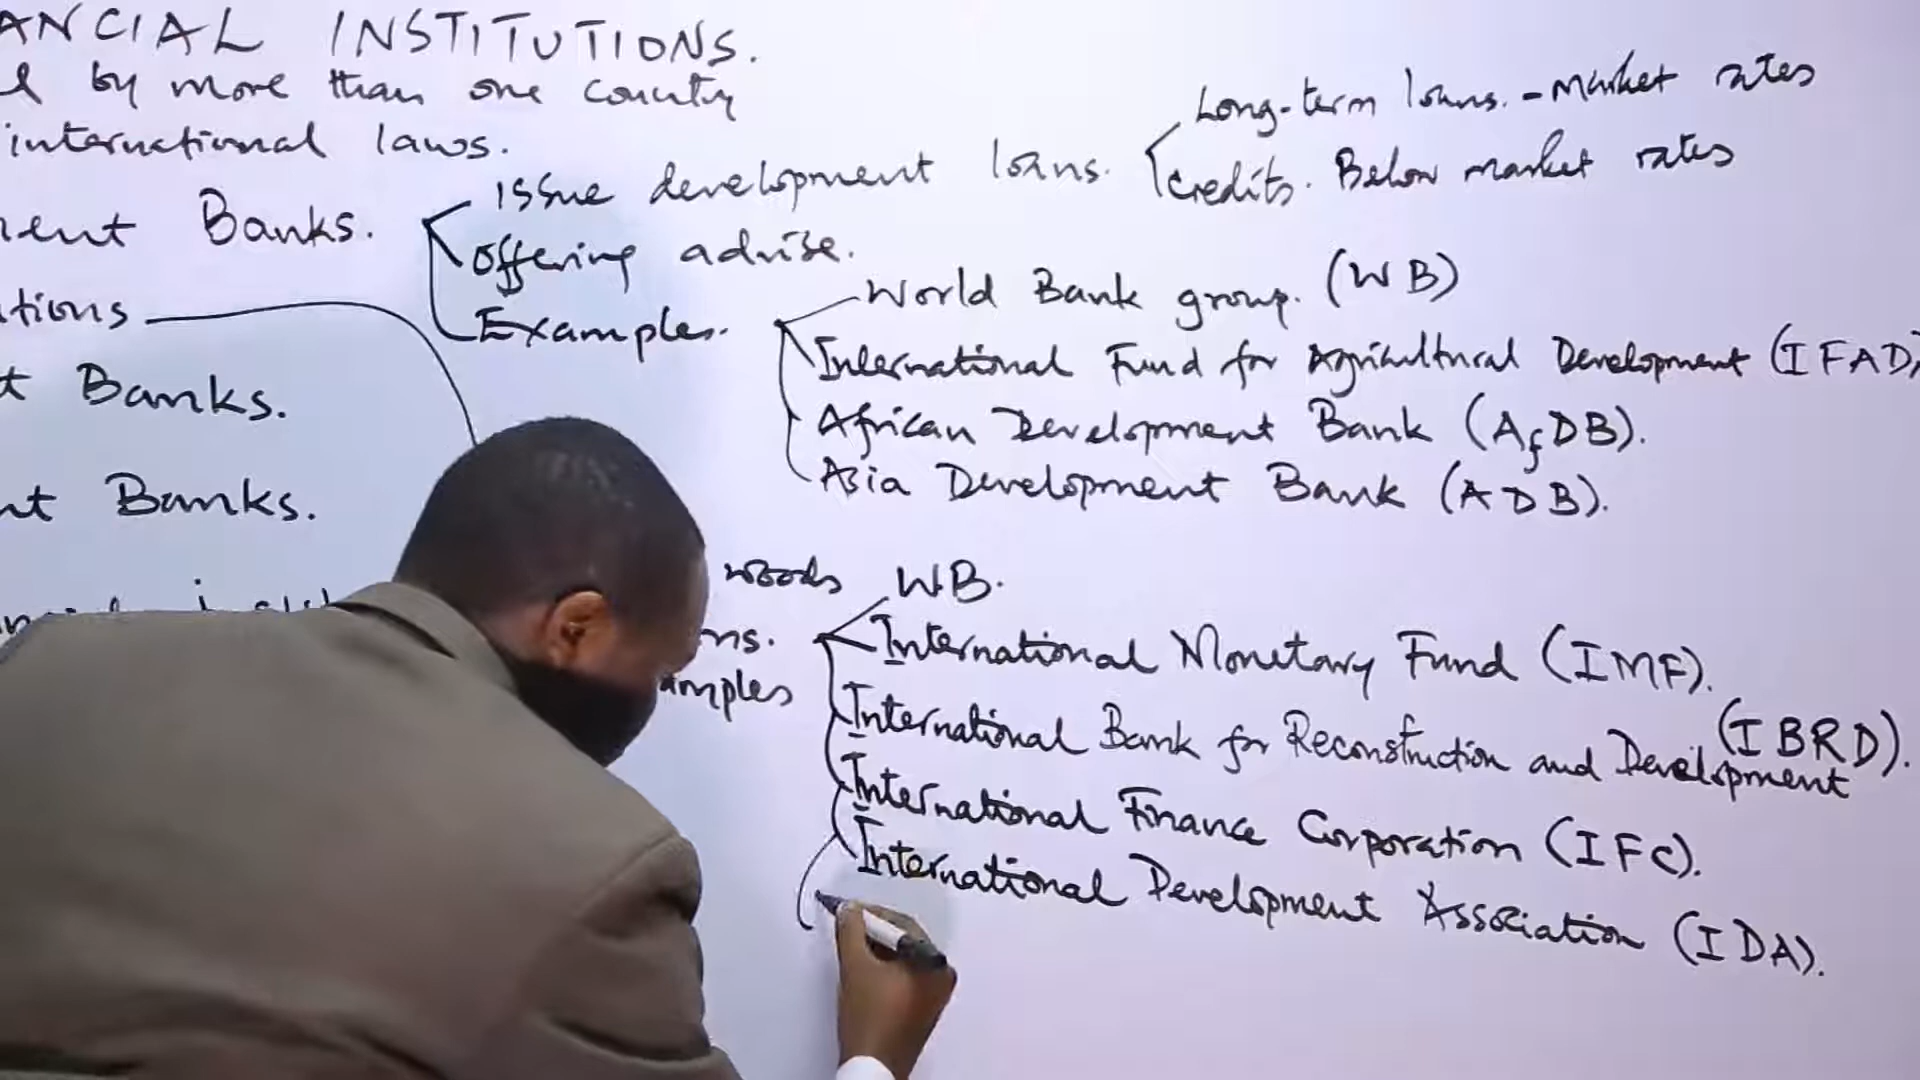 ANCIAL INSTITUTIONS.
by more than one country
international laws.
Long-term loans. - Market rates
Issue development loans.
credits. Below market rates
ent Banks.
Offering advise.
World Bank group. (WB)
tions
Examples.
International Fund for Agricultural Development (IFAD)
t Banks.
African Development Bank (AfDB).
Asia Development Bank (ADB).
nt Banks.
woods WB.
ns.
International Monetary Fund (IMF).
amples
International Bank for Reconstruction and Development (IBRD).
International Finance Corporation (IFC).
International Development Association (IDA).